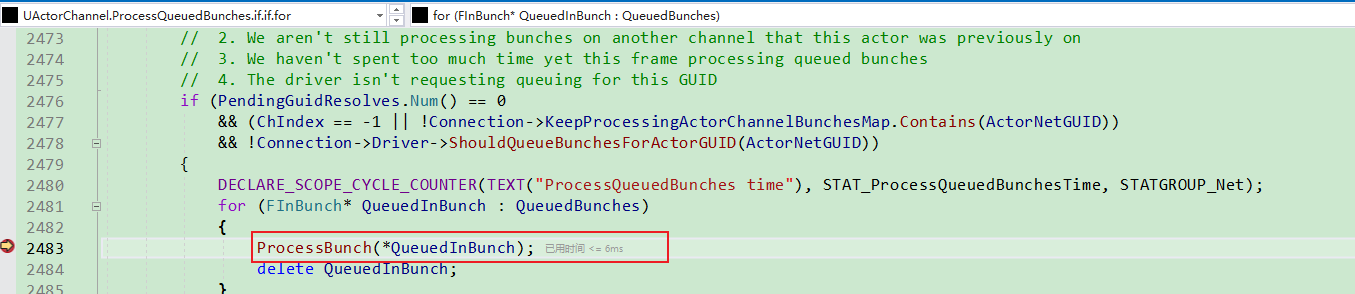 UActorChannel.ProcessQueuedBunches.if.if.for
for (FInBunch* QueuedInBunch : QueuedBunches)
2473 // 2. We aren't still processing bunches on another channel that this actor was previously on
2474 // 3. We haven't spent too much time yet this frame processing queued bunches
2475 // 4. The driver isn't requesting queuing for this GUID
2476 if (PendingGuidResolves.Num() == 0
2477 && (ChIndex == -1 || !Connection->KeepProcessingActorChannelBunchesMap.Contains(ActorNetGUID))
2478 && !Connection->Driver->ShouldQueueBunchesForActorGUID(ActorNetGUID))
2479 {
2480 DECLARE_SCOPE_CYCLE_COUNTER(TEXT("ProcessQueuedBunches time"), STAT_ProcessQueuedBunchesTime, STATGROUP_Net);
2481 for (FInBunch* QueuedInBunch : QueuedBunches)
2482 {
2483 ProcessBunch(*QueuedInBunch); 已用时间 <= 6ms
2484 delete QueuedInBunch;
2485 }